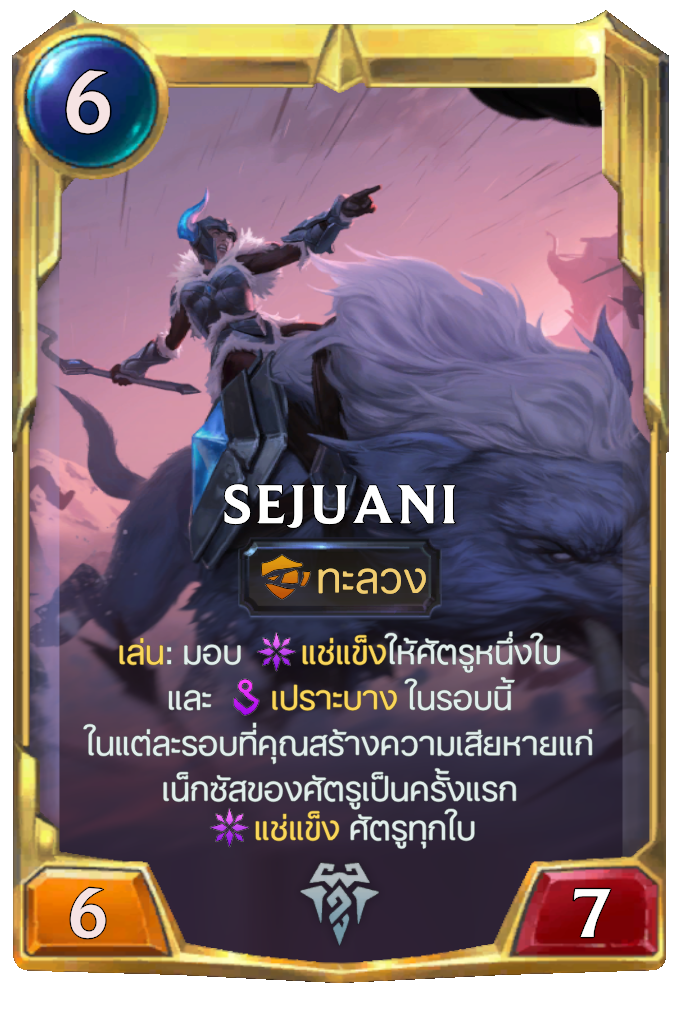 6
SEJUANI
ทะลวง
เล่น: มอบ แช่แข็งให้ศัตรูหนึ่งใบ
และ เปราะบาง ในรอบนี้
ในแต่ละรอบที่คุณสร้างความเสียหายแก่
เน็กซัสของศัตรูเป็นครั้งแรก
แช่แข็ง ศัตรูทุกใบ
6
7